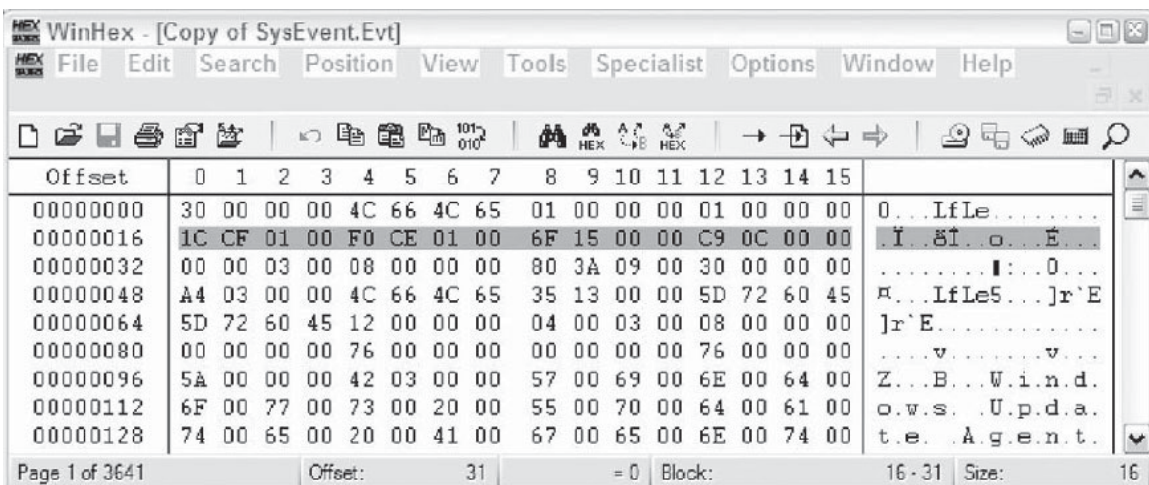 WinHex - [Copy of SysEvent.Evt]
File Edit Search Position View Tools Specialist Options Window Help
Offset 0 1 2 3 4 5 6 7 8 9 10 11 12 13 14 15
00000000 30 00 00 00 4C 66 4C 65 01 00 00 00 01 00 00 00 0...LfLe........
00000016 1C CF 01 00 F0 CE 01 00 6F 15 00 00 C9 0C 00 00 .Ï..ðÎ..o...É...
00000032 00 00 03 00 08 00 00 00 80 3A 09 00 30 00 00 00 ........▮:..0...
00000048 A4 03 00 00 4C 66 4C 65 35 13 00 00 5D 72 60 45 ¤...LfLe5...]r`E
00000064 5D 72 60 45 12 00 00 00 04 00 03 00 08 00 00 00 ]r`E............
00000080 00 00 00 00 76 00 00 00 00 00 00 00 76 00 00 00 ....v.......v...
00000096 5A 00 00 00 42 03 00 00 57 00 69 00 6E 00 64 00 Z...B...W.i.n.d.
00000112 6F 00 77 00 73 00 20 00 55 00 70 00 64 00 61 00 o.w.s. .U.p.d.a.
00000128 74 00 65 00 20 00 41 00 67 00 65 00 6E 00 74 00 t.e. .A.g.e.n.t.
Page 1 of 3641 Offset: 31 = 0 Block: 16 - 31 Size: 16